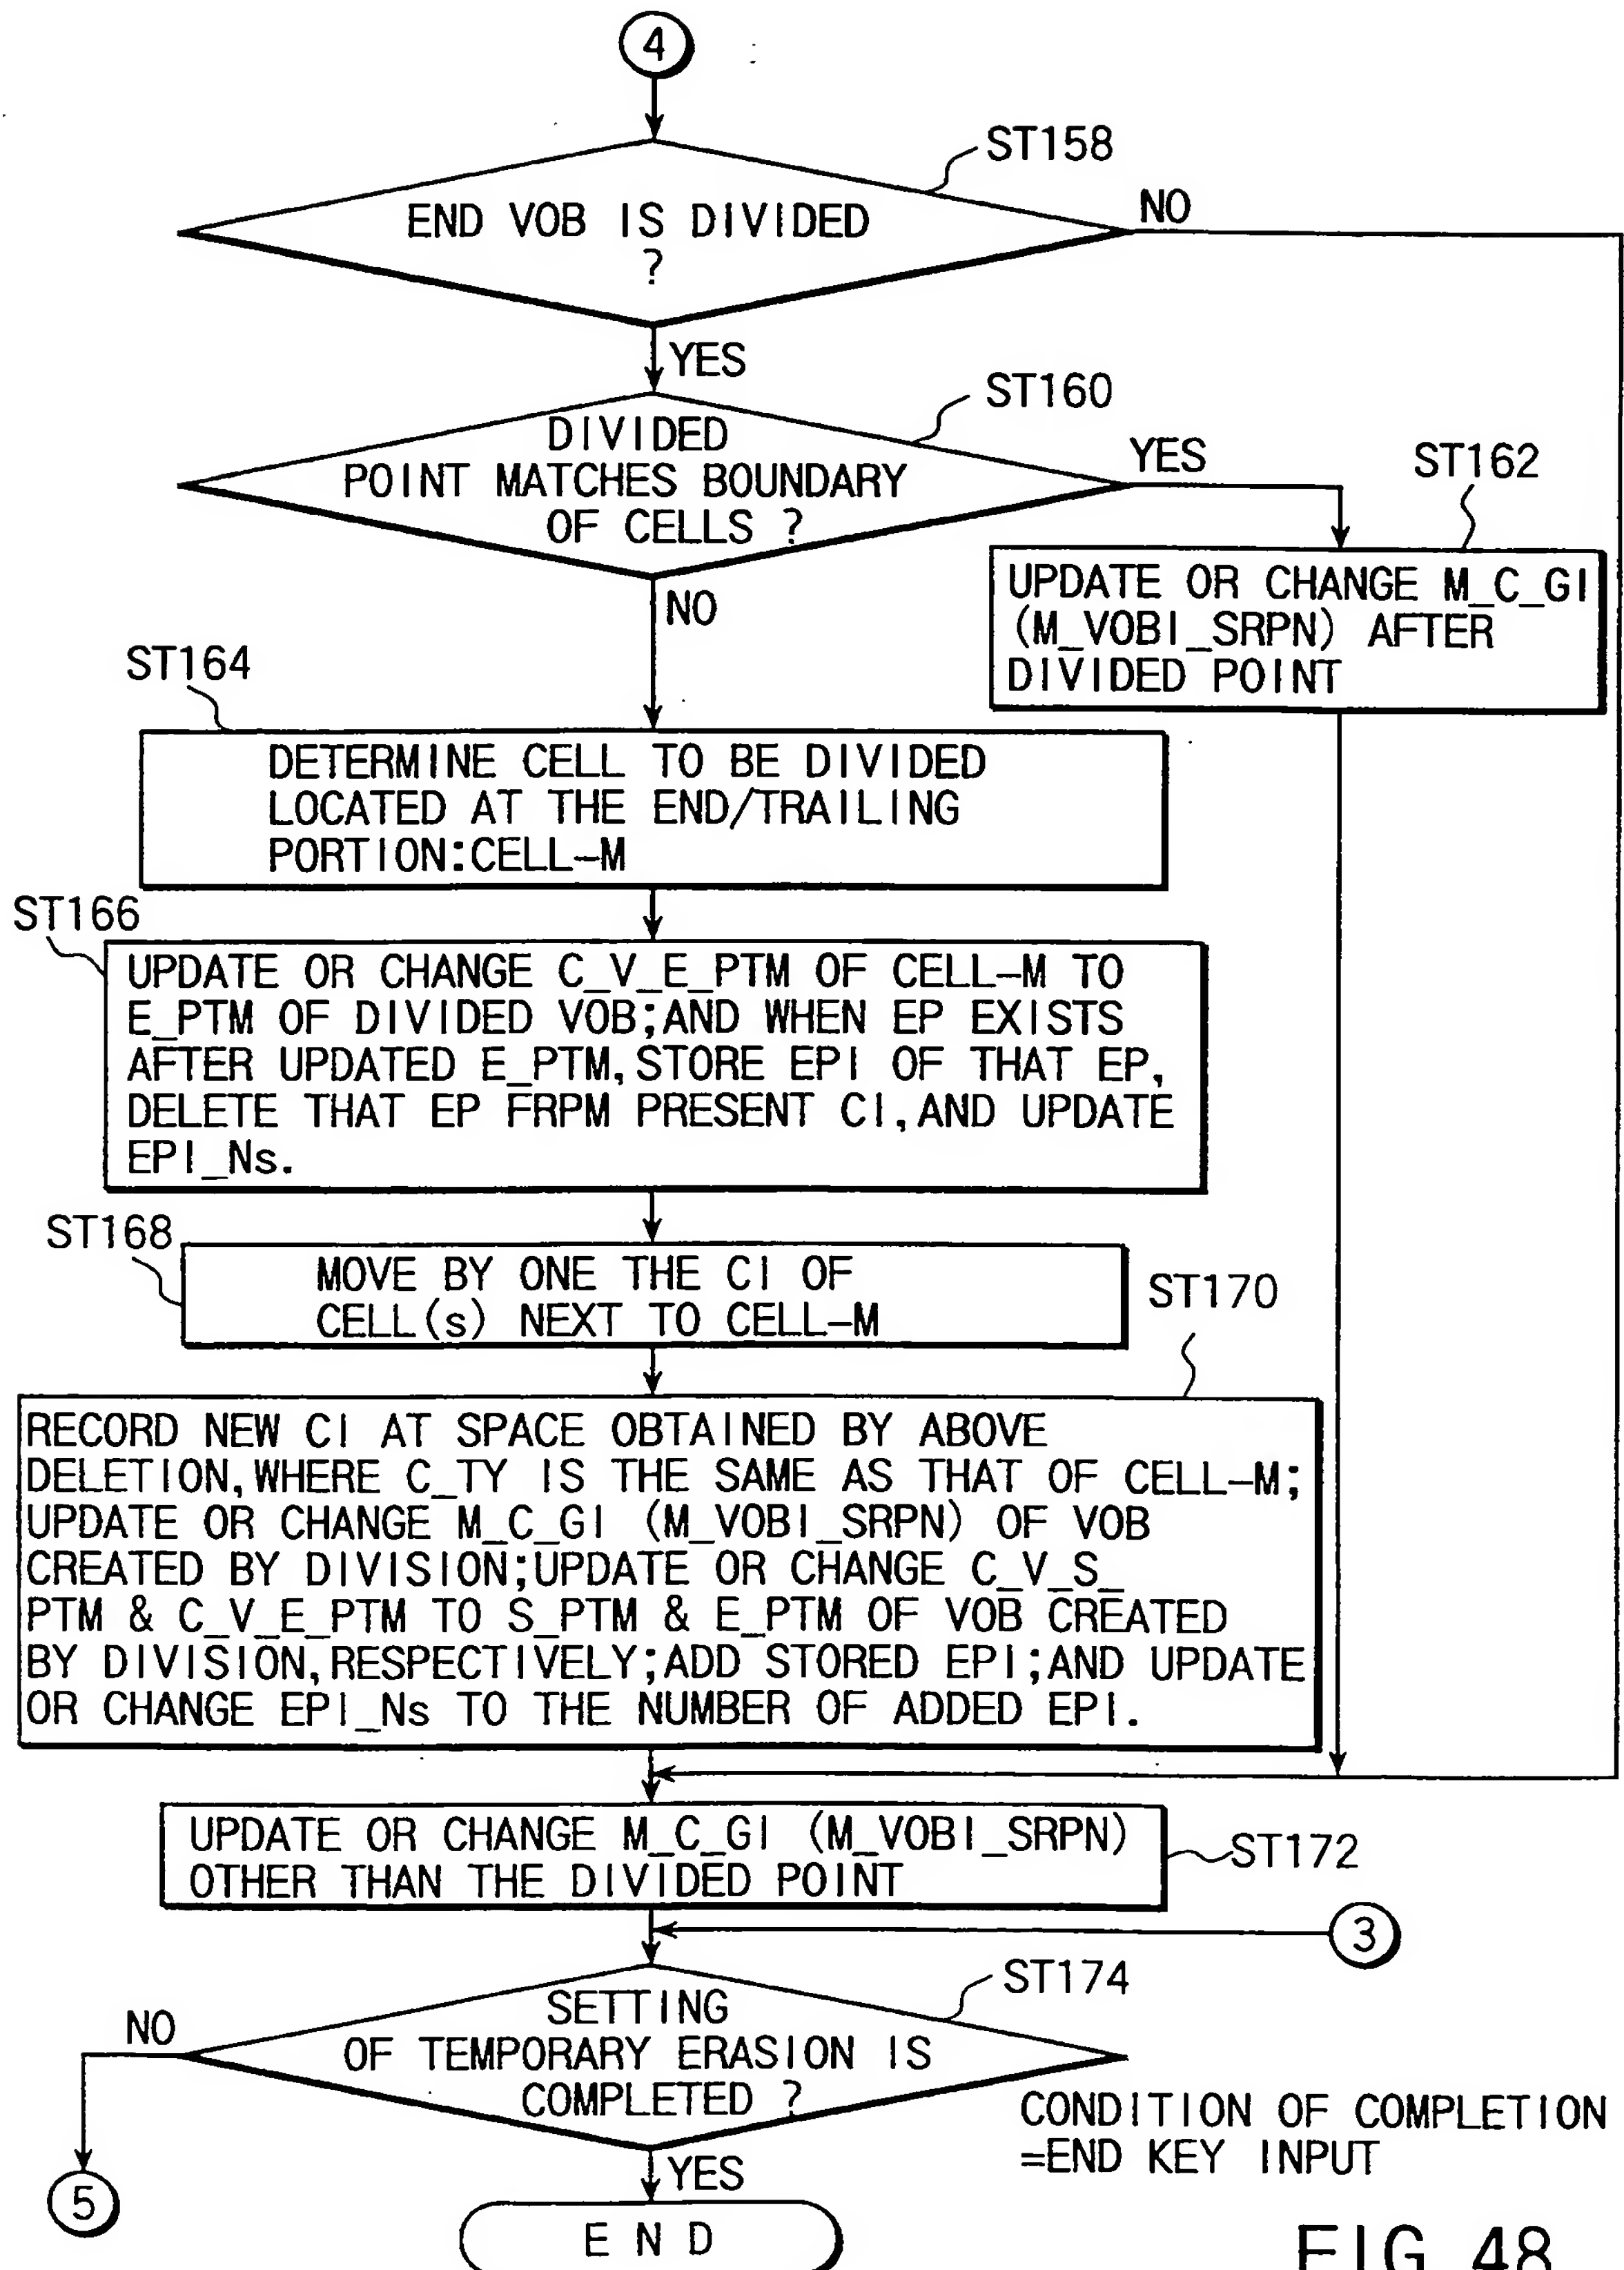 4
ST158
END VOB IS DIVIDED
?
NO
YES
ST160
DIVIDED
POINT MATCHES BOUNDARY
OF CELLS ?
YES
ST162
UPDATE OR CHANGE M_C_GI
(M_VOBI_SRPN) AFTER
DIVIDED POINT
NO
ST164
DETERMINE CELL TO BE DIVIDED
LOCATED AT THE END/TRAILING
PORTION:CELL-M
ST166
UPDATE OR CHANGE C_V_E_PTM OF CELL-M TO
E_PTM OF DIVIDED VOB;AND WHEN EP EXISTS
AFTER UPDATED E_PTM,STORE EPI OF THAT EP,
DELETE THAT EP FRPM PRESENT CI,AND UPDATE
EPI_Ns.
ST168
MOVE BY ONE THE CI OF
CELL(s) NEXT TO CELL-M
ST170
RECORD NEW CI AT SPACE OBTAINED BY ABOVE
DELETION,WHERE C_TY IS THE SAME AS THAT OF CELL-M;
UPDATE OR CHANGE M_C_GI (M_VOBI_SRPN) OF VOB
CREATED BY DIVISION;UPDATE OR CHANGE C_V_S_
PTM & C_V_E_PTM TO S_PTM & E_PTM OF VOB CREATED
BY DIVISION,RESPECTIVELY;ADD STORED EPI;AND UPDATE
OR CHANGE EPI_Ns TO THE NUMBER OF ADDED EPI.
UPDATE OR CHANGE M_C_GI (M_VOBI_SRPN)
OTHER THAN THE DIVIDED POINT
ST172
3
ST174
SETTING
OF TEMPORARY ERASION IS
COMPLETED ?
NO
CONDITION OF COMPLETION
=END KEY INPUT
YES
5
END
FIG. 48